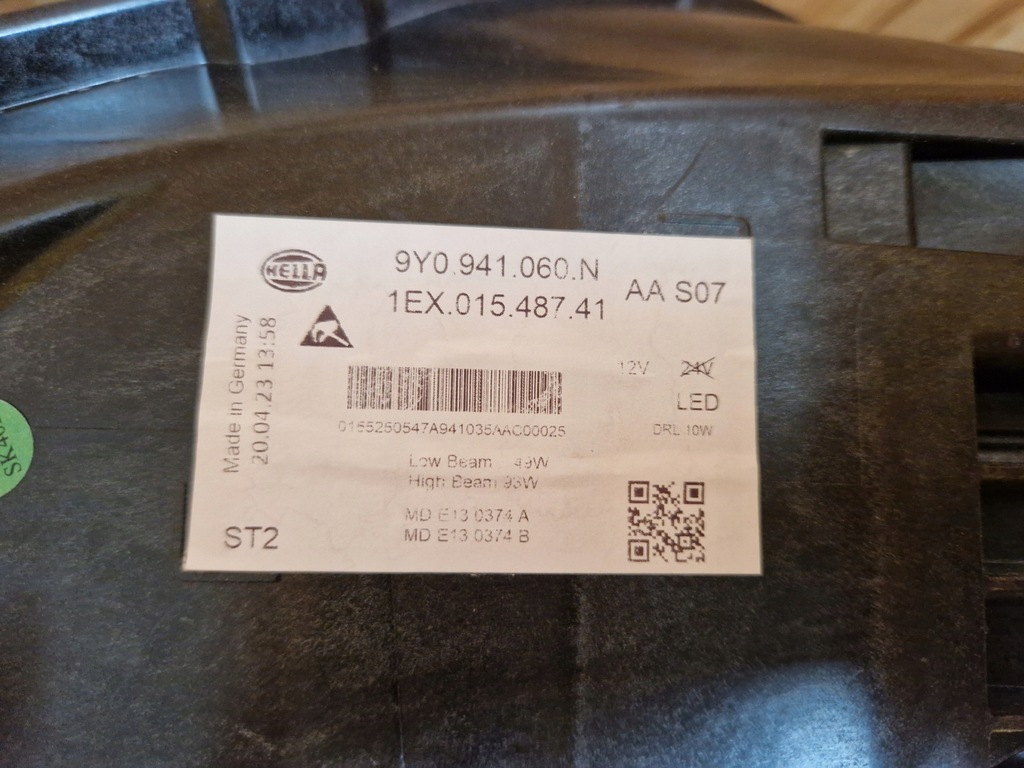 HELLA
9Y0.941.060.N
1EX.015.487.41
AA S07
Made in Germany
20.04.23 13:58
12V 24V
LED
DRL 10W
0155250547A941035AAC00025
Low Beam 49W
High Beam 93W
MD E13 0374 A
MD E13 0374 B
ST2